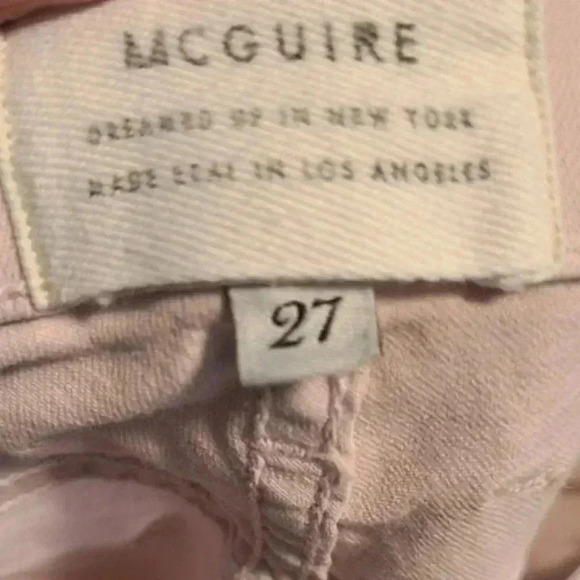 MCGUIRE
DREAMED UP IN NEW YORK
MADE REAL IN LOS ANGELES
27